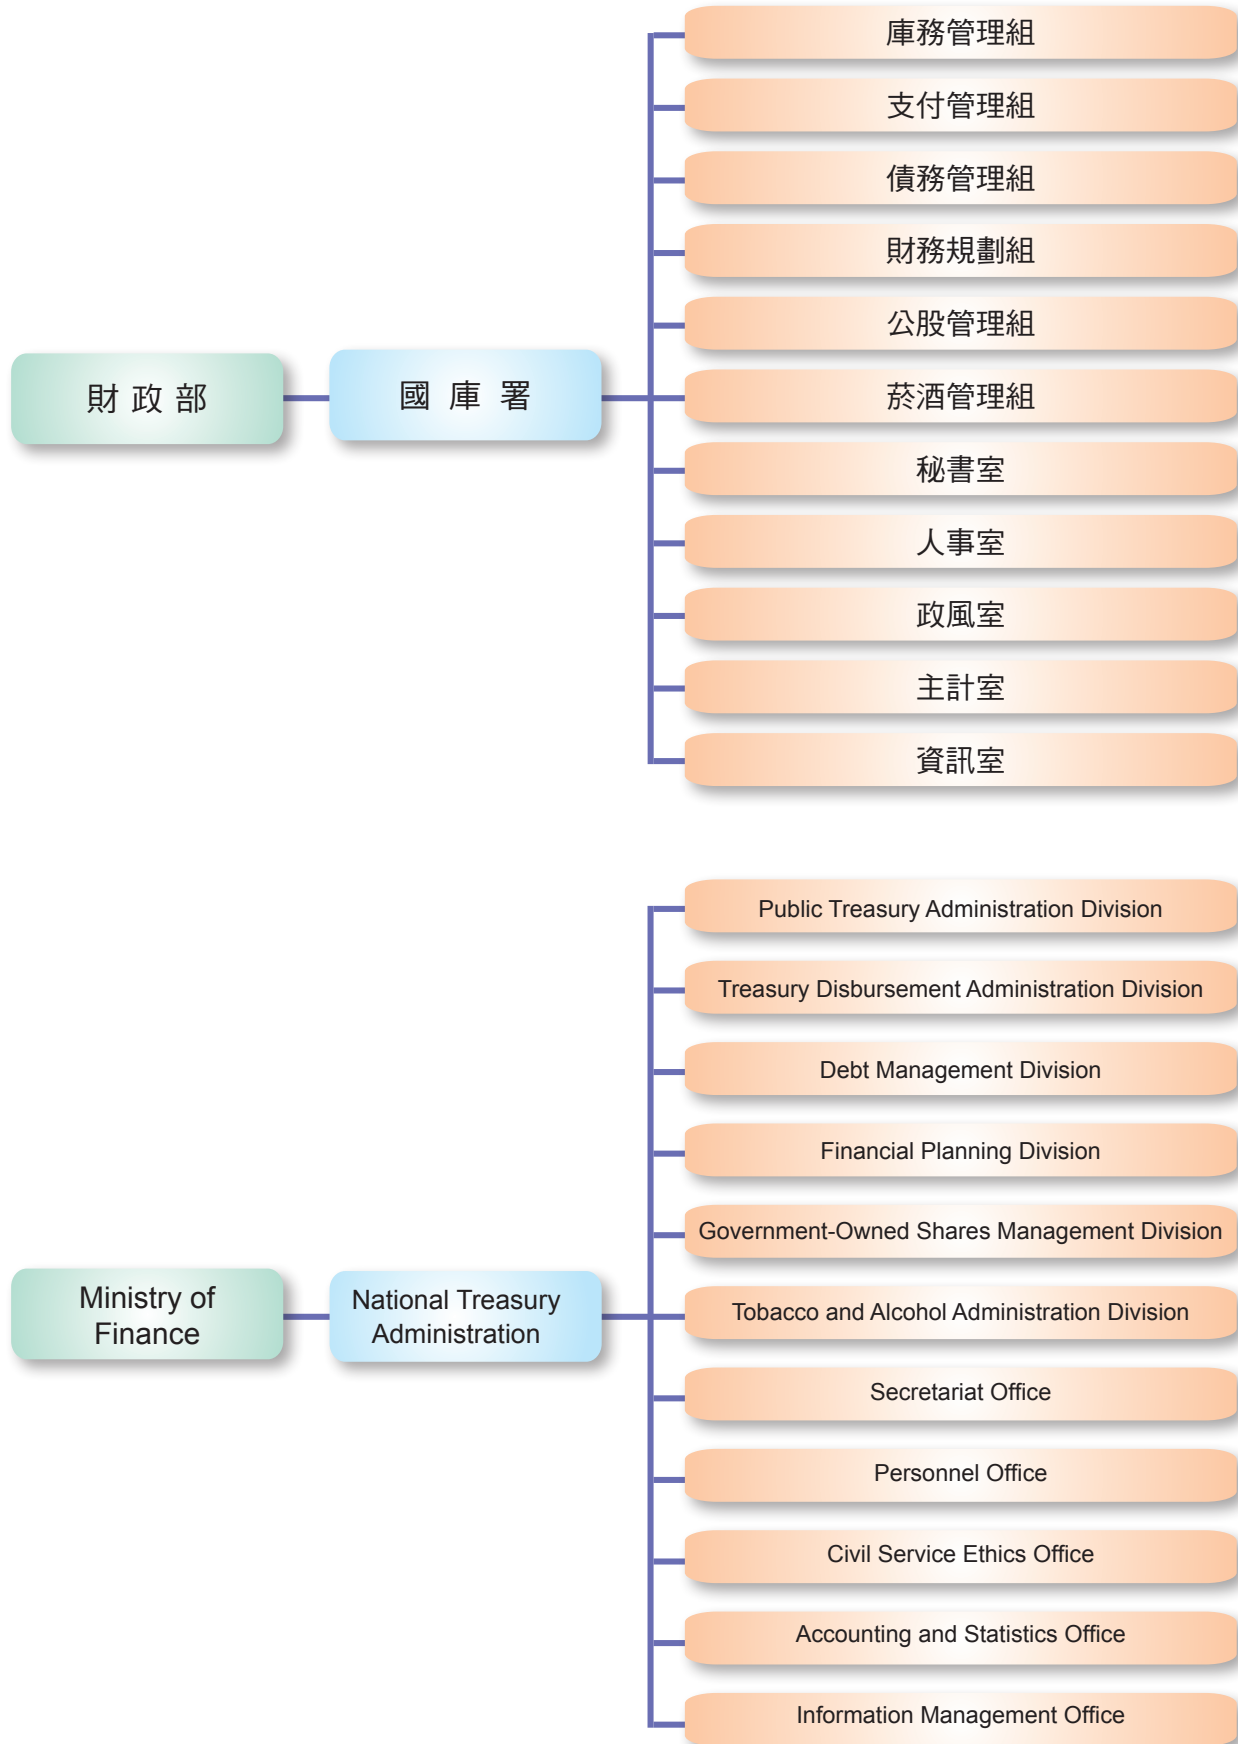 財政部
國庫署
庫務管理組
支付管理組
債務管理組
財務規劃組
公股管理組
菸酒管理組
秘書室
人事室
政風室
主計室
資訊室
Ministry of
Finance
National Treasury
Administration
Public Treasury Administration Division
Treasury Disbursement Administration Division
Debt Management Division
Financial Planning Division
Government-Owned Shares Management Division
Tobacco and Alcohol Administration Division
Secretariat Office
Personnel Office
Civil Service Ethics Office
Accounting and Statistics Office
Information Management Office